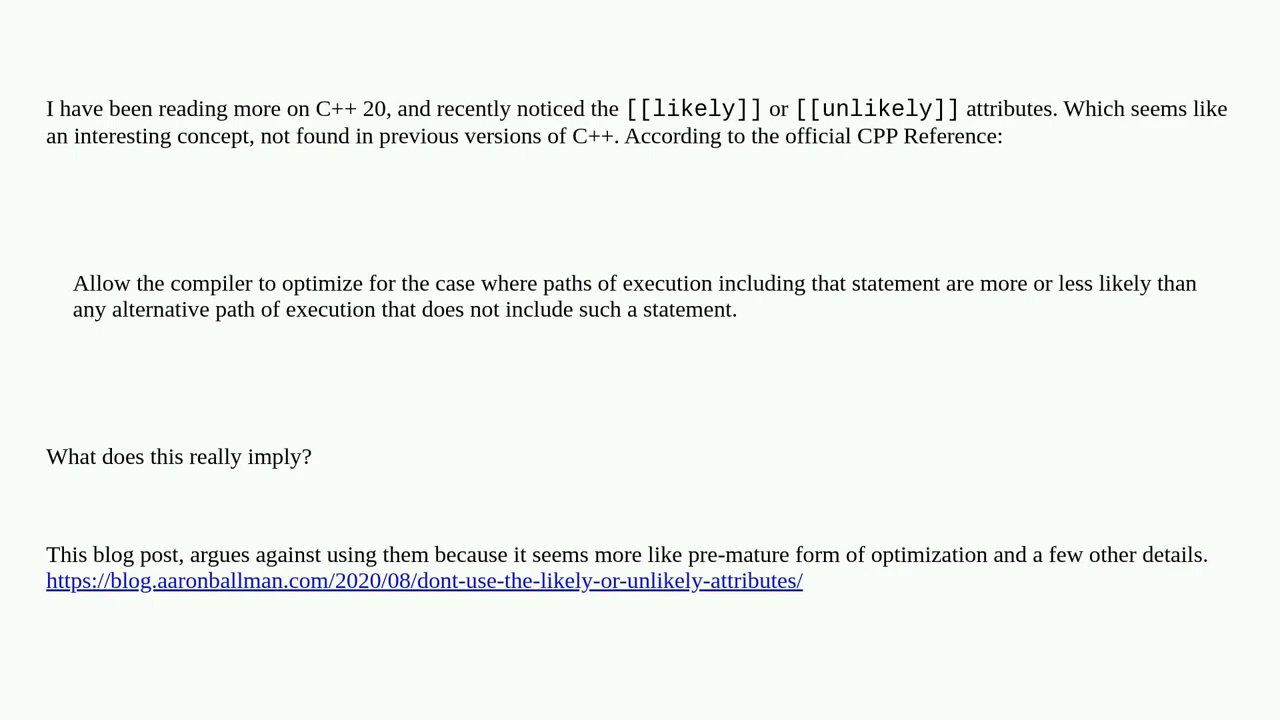 I have been reading more on C++ 20, and recently noticed the [[likely]] or [[unlikely]] attributes. Which seems like
an interesting concept, not found in previous versions of C++. According to the official CPP Reference:
Allow the compiler to optimize for the case where paths of execution including that statement are more or less likely than
any alternative path of execution that does not include such a statement.
What does this really imply?
This blog post, argues against using them because it seems more like pre-mature form of optimization and a few other details.
https://blog.aaronballman.com/2020/08/dont-use-the-likely-or-unlikely-attributes/